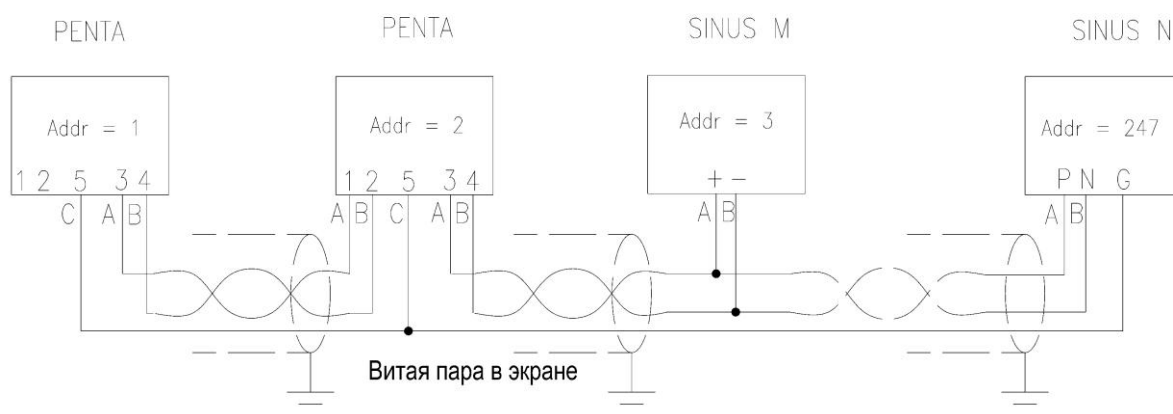 PENTA PENTA SINUS M SINUS N
Addr = 1 Addr = 2 Addr = 3 Addr = 247
1 2 5 3 4 1 2 5 3 4 + - P N G
C A B A B C A B A B A B
Витая пара в экране